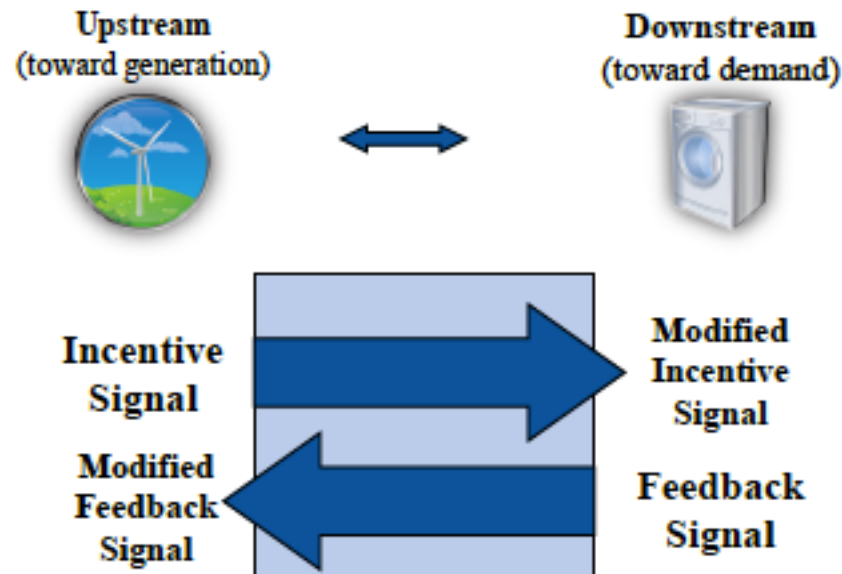 Upstream
(toward generation)
Downstream
(toward demand)
Incentive
Signal
Modified
Incentive
Signal
Modified
Feedback
Signal
Feedback
Signal